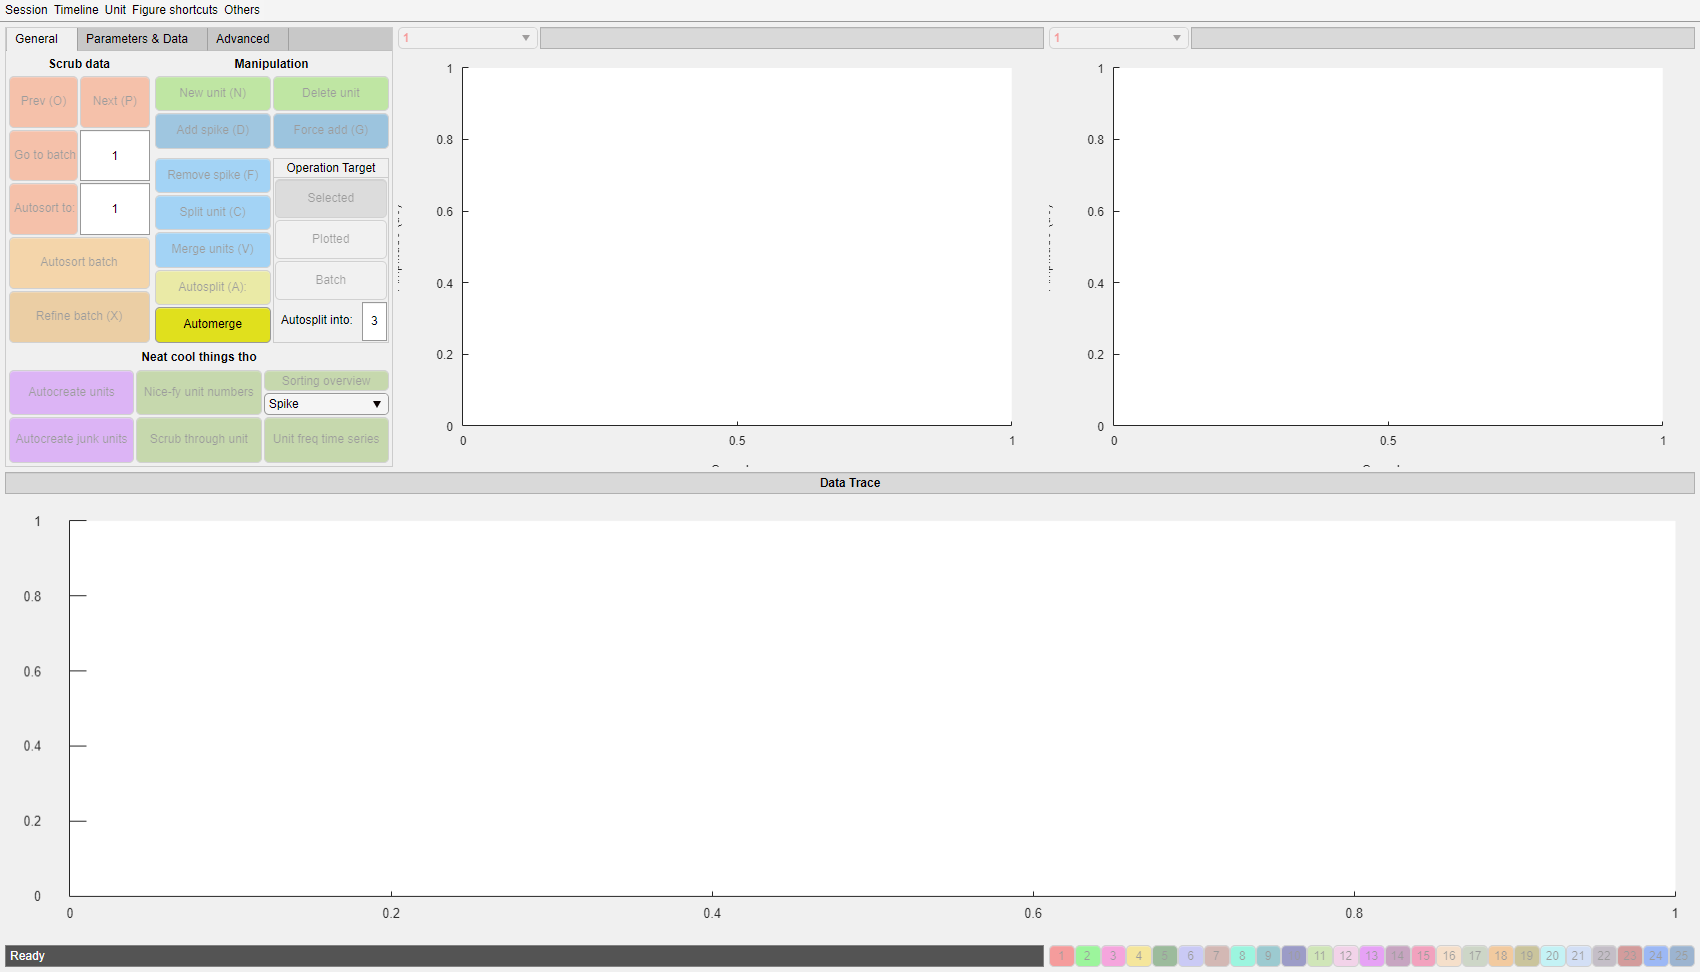 Session Timeline Unit Figure shortcuts Others
General Parameters & Data Advanced
1
1
Scrub data
Manipulation
Prev (O) Next (P)
Go to batch 1
Autosort to: 1
Autosort batch
Refine batch (X)
New unit (N) Delete unit
Add spike (D) Force add (G)
Remove spike (F)
Split unit (C)
Merge units (V)
Autosplit (A):
Automerge
Operation Target
Selected
Plotted
Batch
Autosplit into: 3
Neat cool things tho
Autocreate units Nice-fy unit numbers Sorting overview
Spike
Autocreate junk units Scrub through unit Unit freq time series
1
0.8
0.6
0.4
0.2
0
0 0.5 1
1
0.8
0.6
0.4
0.2
0
0 0.5 1
Data Trace
1
0.8
0.6
0.4
0.2
0
0 0.2 0.4 0.6 0.8 1
Ready
1 2 3 4 5 6 7 8 9 11 12 13 14 15 16 17 18 19 20 21 22 23 24 25